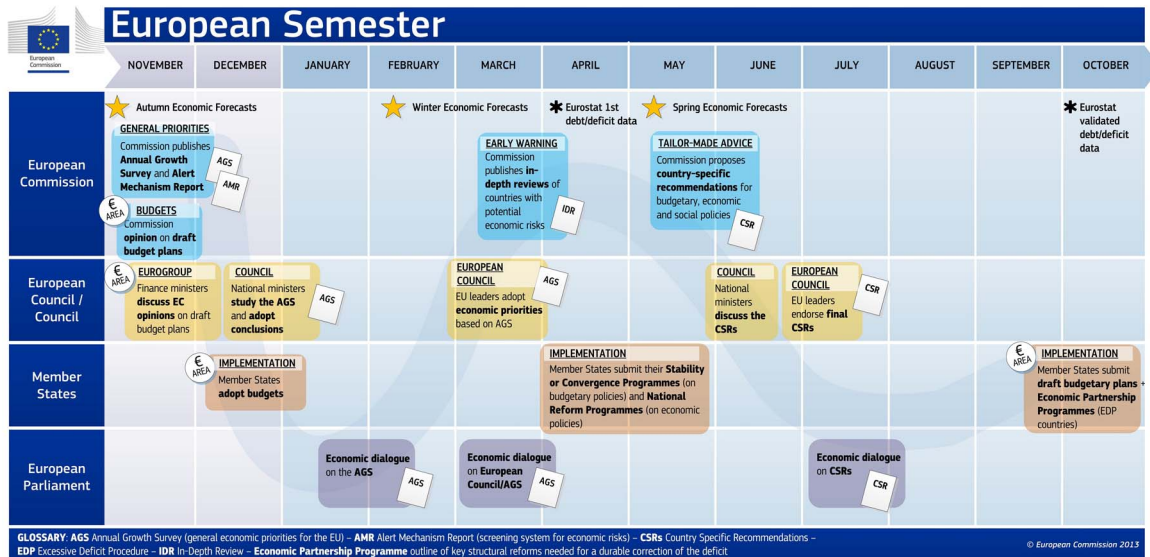 European Semester
European
Commission
NOVEMBER
DECEMBER
JANUARY
FEBRUARY
MARCH
APRIL
MAY
JUNE
JULY
AUGUST
SEPTEMBER
OCTOBER
European
Commission
Autumn Economic Forecasts
GENERAL PRIORITIES
Commission publishes
Annual Growth
Survey and Alert
Mechanism Report
AGS
AMR
€
AREA
BUDGETS
Commission
opinion on draft
budget plans
Winter Economic Forecasts
EARLY WARNING
Commission
publishes in-
depth reviews of
countries with
potential
economic risks
IDR
✱ Eurostat 1st
debt/deficit data
Spring Economic Forecasts
TAILOR-MADE ADVICE
Commission proposes
country-specific
recommendations for
budgetary, economic
and social policies
CSR
✱ Eurostat
validated
debt/deficit
data
European
Council /
Council
€
AREA
EUROGROUP
Finance ministers
discuss EC
opinions on draft
budget plans
COUNCIL
National ministers
study the AGS
and adopt
conclusions
AGS
EUROPEAN
COUNCIL
EU leaders adopt
economic priorities
based on AGS
AGS
COUNCIL
National
ministers
discuss the
CSRs
EUROPEAN
COUNCIL
EU leaders
endorse final
CSRs
CSR
Member
States
€
AREA
IMPLEMENTATION
Member States
adopt budgets
IMPLEMENTATION
Member States submit their Stability
or Convergence Programmes (on
budgetary policies) and National
Reform Programmes (on economic
policies)
€
AREA
IMPLEMENTATION
Member States submit
draft budgetary plans +
Economic Partnership
Programmes (EDP
countries)
European
Parliament
Economic dialogue
on the AGS
AGS
Economic dialogue
on European
Council/AGS
AGS
Economic dialogue
on CSRs
CSR
GLOSSARY: AGS Annual Growth Survey (general economic priorities for the EU) – AMR Alert Mechanism Report (screening system for economic risks) – CSRs Country Specific Recommendations –
EDP Excessive Deficit Procedure – IDR In-Depth Review – Economic Partnership Programme outline of key structural reforms needed for a durable correction of the deficit
© European Commission 2013